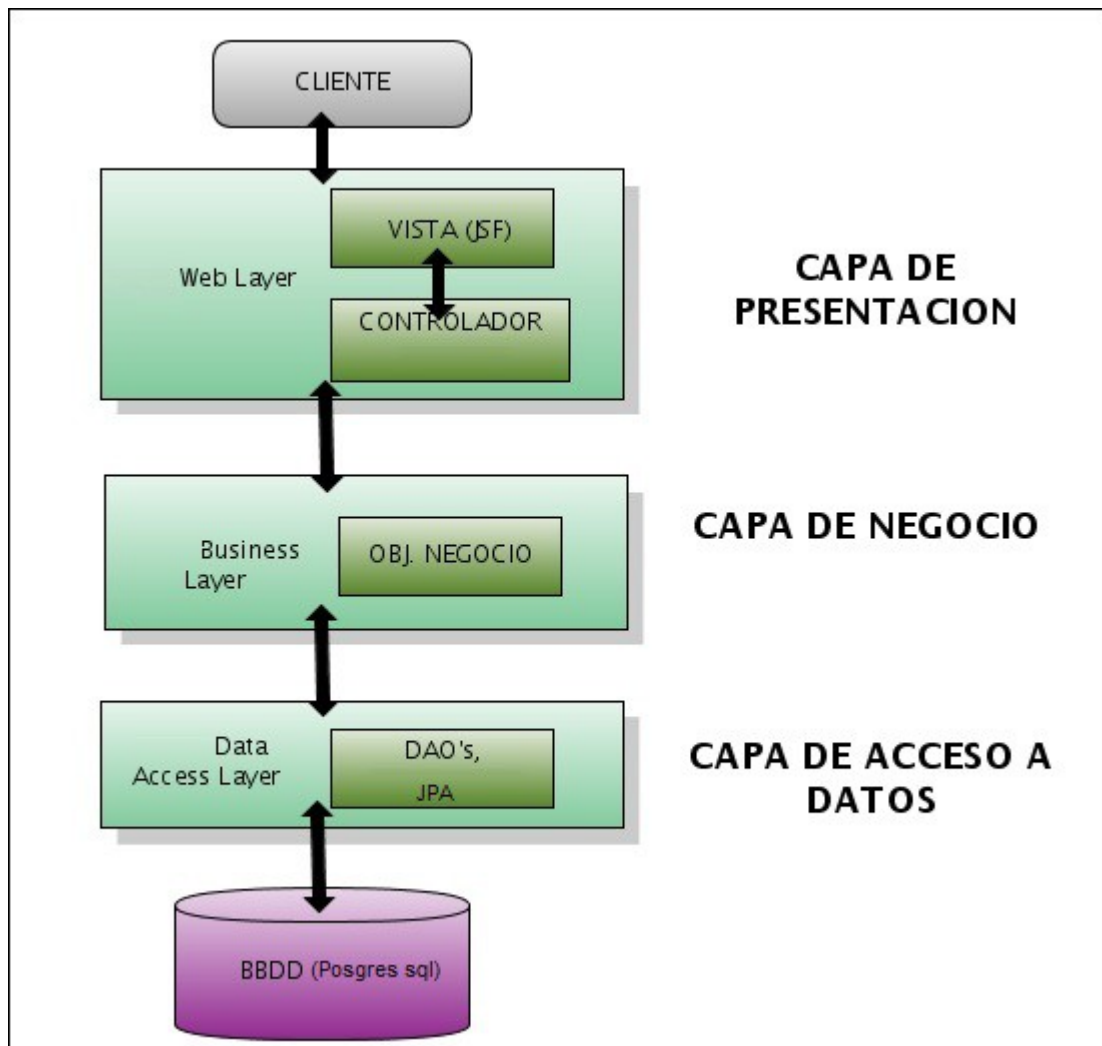 CLIENTE
VISTA (JSF)
Web Layer
CONTROLADOR
CAPA DE
PRESENTACION
Business
Layer
OBJ. NEGOCIO
CAPA DE NEGOCIO
Data
Access Layer
DAO's,
JPA
CAPA DE ACCESO A
DATOS
BBDD (Posgres sql)